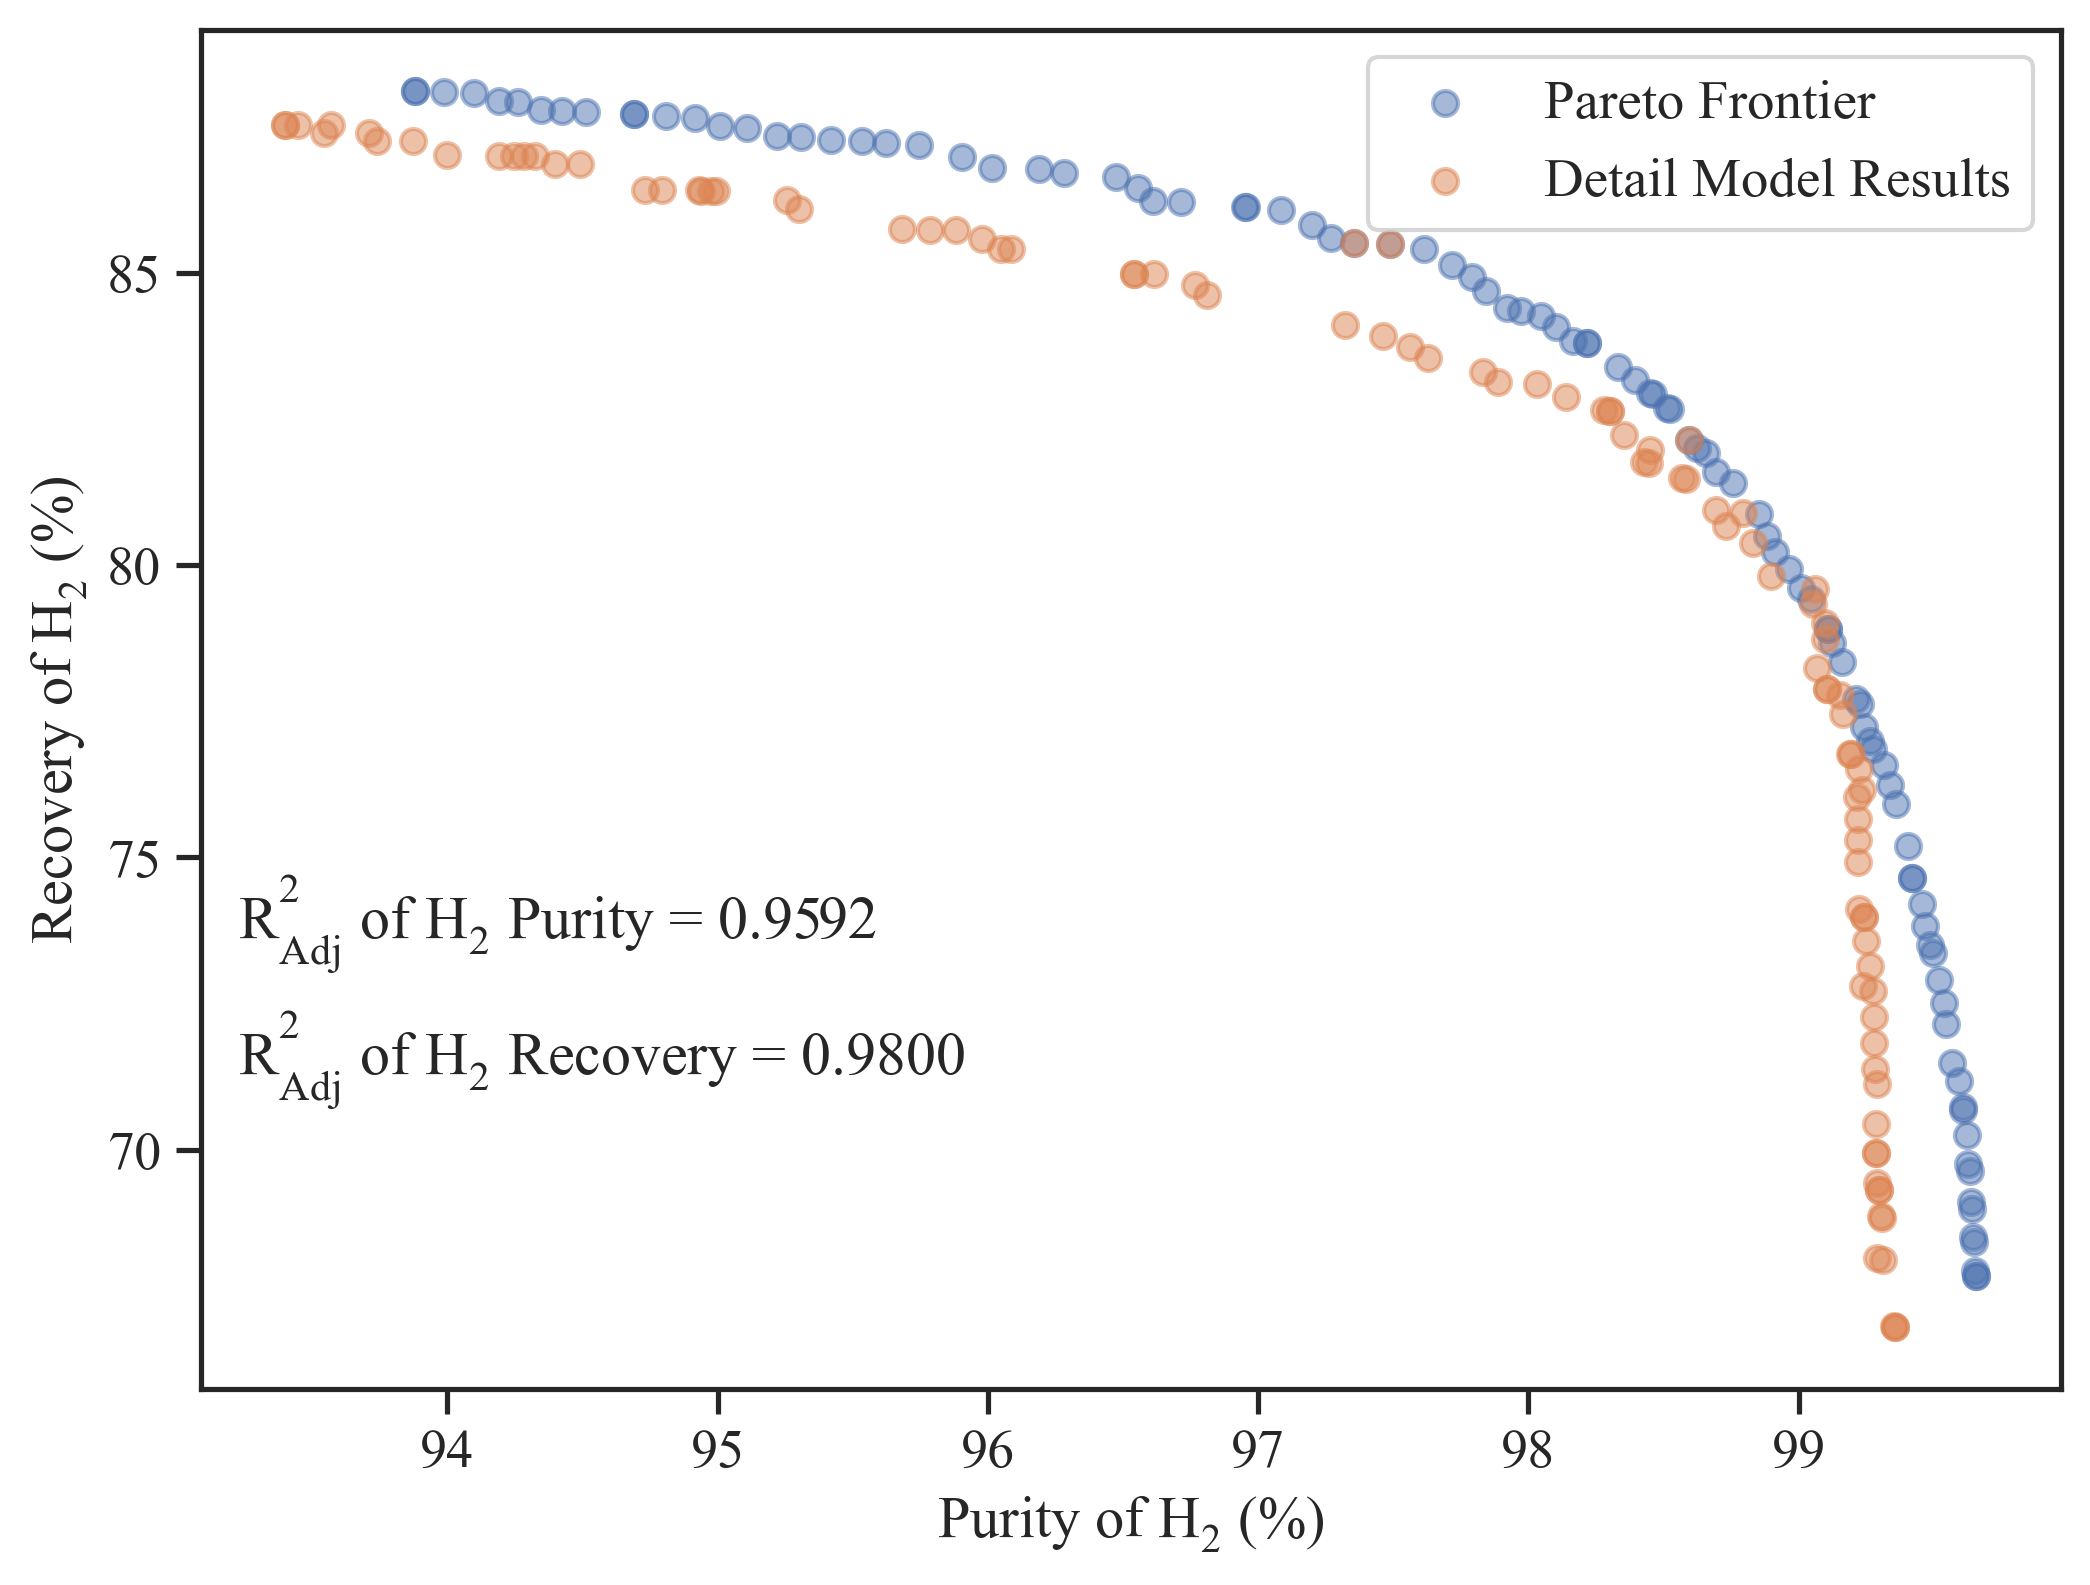 Pareto Frontier
Detail Model Results
Recovery of H₂ (%)
85
80
75
70
R²Adj of H₂ Purity = 0.9592
R²Adj of H₂ Recovery = 0.9800
94 95 96 97 98 99
Purity of H₂ (%)